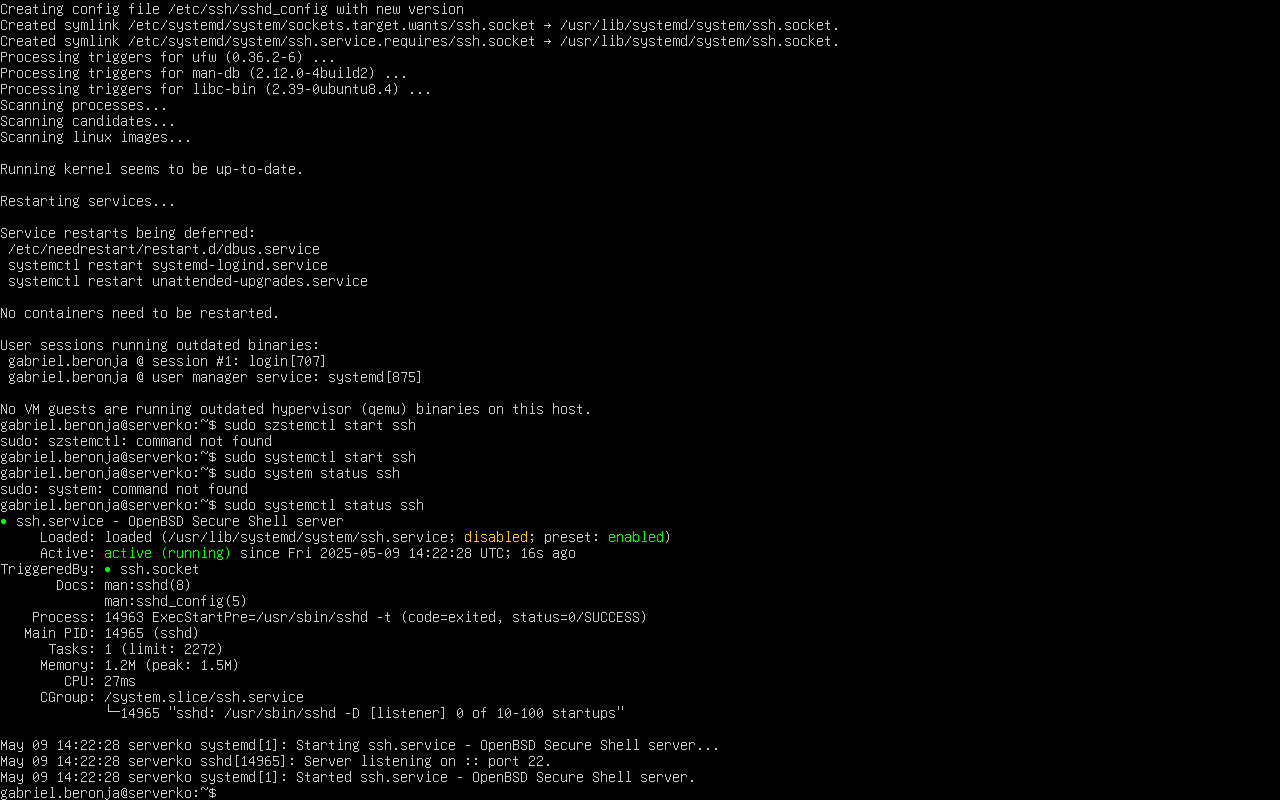 Creating config file /etc/ssh/sshd_config with new version
Created symlink /etc/systemd/system/sockets.target.wants/ssh.socket → /usr/lib/systemd/system/ssh.socket.
Created symlink /etc/systemd/system/ssh.service.requires/ssh.socket → /usr/lib/systemd/system/ssh.socket.
Processing triggers for ufw (0.36.2-6) ...
Processing triggers for man-db (2.12.0-4build2) ...
Processing triggers for libc-bin (2.39-0ubuntu8.4) ...
Scanning processes...
Scanning candidates...
Scanning linux images...

Running kernel seems to be up-to-date.

Restarting services...

Service restarts being deferred:
 /etc/needrestart/restart.d/dbus.service
 systemctl restart systemd-logind.service
 systemctl restart unattended-upgrades.service

No containers need to be restarted.

User sessions running outdated binaries:
 gabriel.beronja @ session #1: login[707]
 gabriel.beronja @ user manager service: systemd[875]

No VM guests are running outdated hypervisor (qemu) binaries on this host.
gabriel.beronja@serverko:~$ sudo szstemctl start ssh
sudo: szstemctl: command not found
gabriel.beronja@serverko:~$ sudo systemctl start ssh
gabriel.beronja@serverko:~$ sudo system status ssh
sudo: system: command not found
gabriel.beronja@serverko:~$ sudo systemctl status ssh
● ssh.service - OpenBSD Secure Shell server
     Loaded: loaded (/usr/lib/systemd/system/ssh.service; disabled; preset: enabled)
     Active: active (running) since Fri 2025-05-09 14:22:28 UTC; 16s ago
TriggeredBy: ● ssh.socket
       Docs: man:sshd(8)
             man:sshd_config(5)
    Process: 14963 ExecStartPre=/usr/sbin/sshd -t (code=exited, status=0/SUCCESS)
   Main PID: 14965 (sshd)
      Tasks: 1 (limit: 2272)
     Memory: 1.2M (peak: 1.5M)
        CPU: 27ms
     CGroup: /system.slice/ssh.service
             └─14965 "sshd: /usr/sbin/sshd -D [listener] 0 of 10-100 startups"

May 09 14:22:28 serverko systemd[1]: Starting ssh.service - OpenBSD Secure Shell server...
May 09 14:22:28 serverko sshd[14965]: Server listening on :: port 22.
May 09 14:22:28 serverko systemd[1]: Started ssh.service - OpenBSD Secure Shell server.
gabriel.beronja@serverko:~$